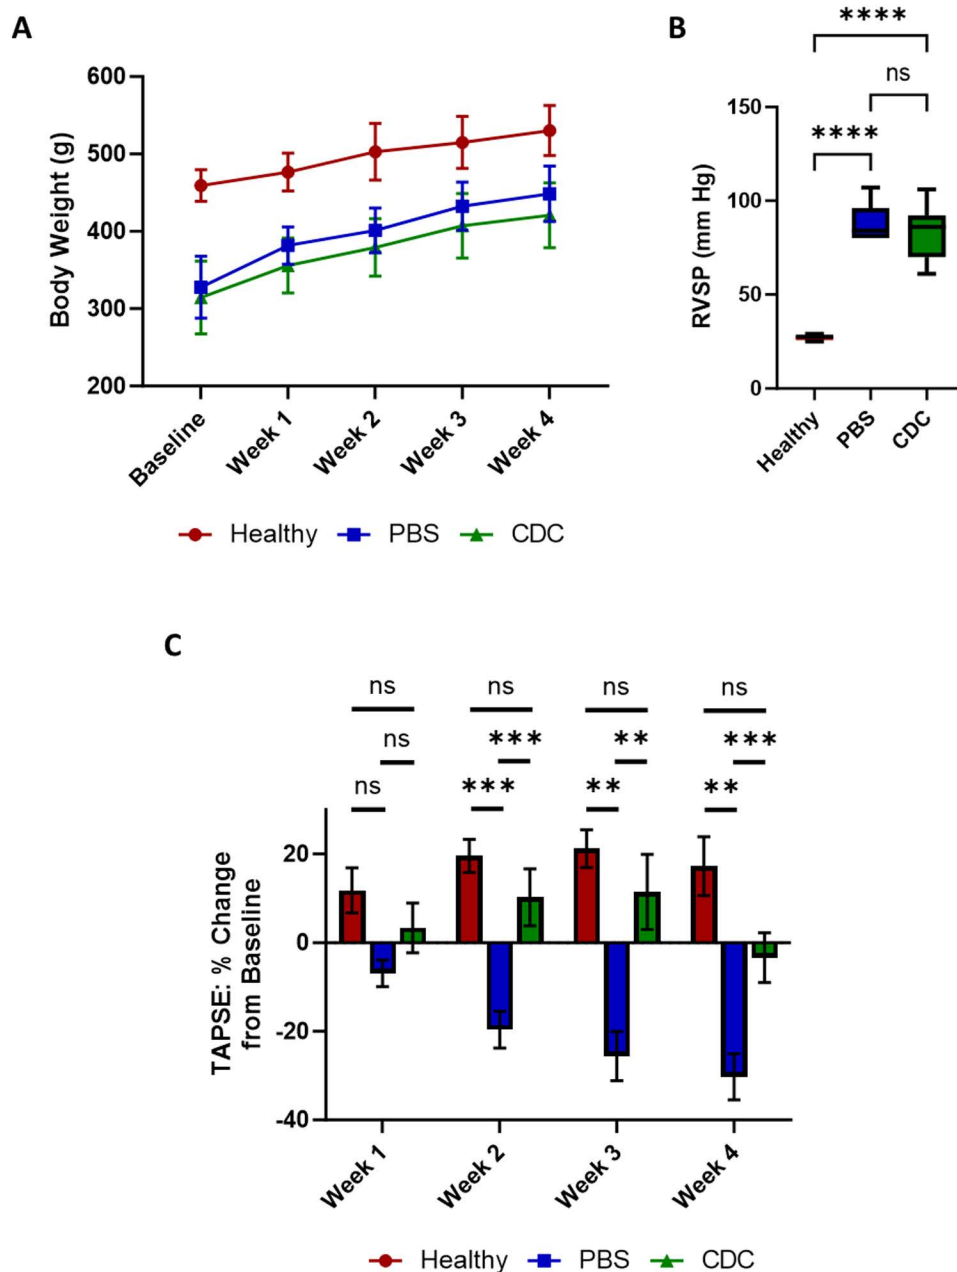 A
Body Weight (g)
600
500
400
300
200
Baseline
Week 1
Week 2
Week 3
Week 4
Healthy PBS CDC
B
****
ns
****
RVSP (mm Hg)
150
100
50
0
Healthy
PBS
CDC
C
ns ns ns ns
ns *** ** ***
ns *** ** **
TAPSE: % Change
from Baseline
20
0
-20
-40
Week 1
Week 2
Week 3
Week 4
Healthy PBS CDC